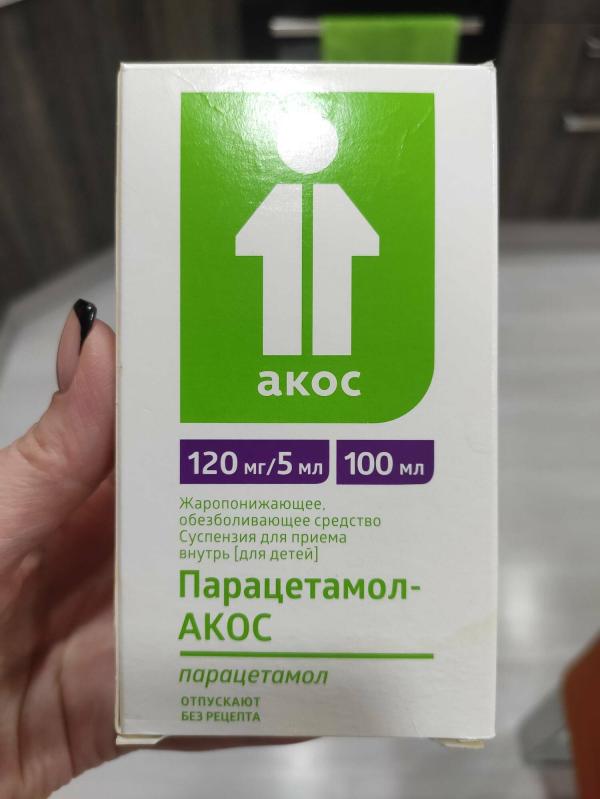 акос
120 мг/5 мл 100 мл
Жаропонижающее,
обезболивающее средство
Суспензия для приема
внутрь [для детей]
Парацетамол-
АКОС
парацетамол
ОТПУСКАЮТ
БЕЗ РЕЦЕПТА